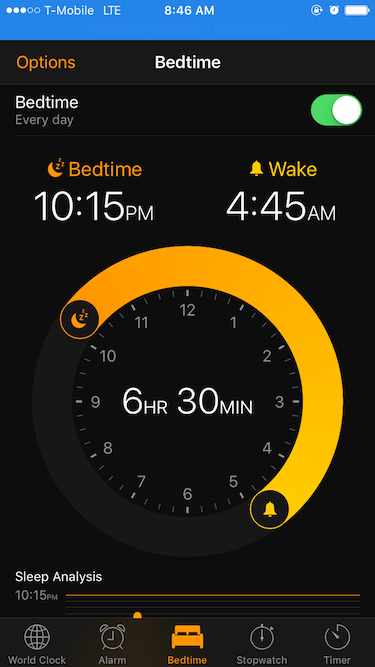 T-Mobile LTE 8:46 AM
Options Bedtime
Bedtime
Every day
Bedtime Wake
10:15PM 4:45AM
12
11 1
10 2
9 6HR 30MIN 3
8 4
7 5
6
Sleep Analysis
10:15PM
World Clock Alarm Bedtime Stopwatch Timer